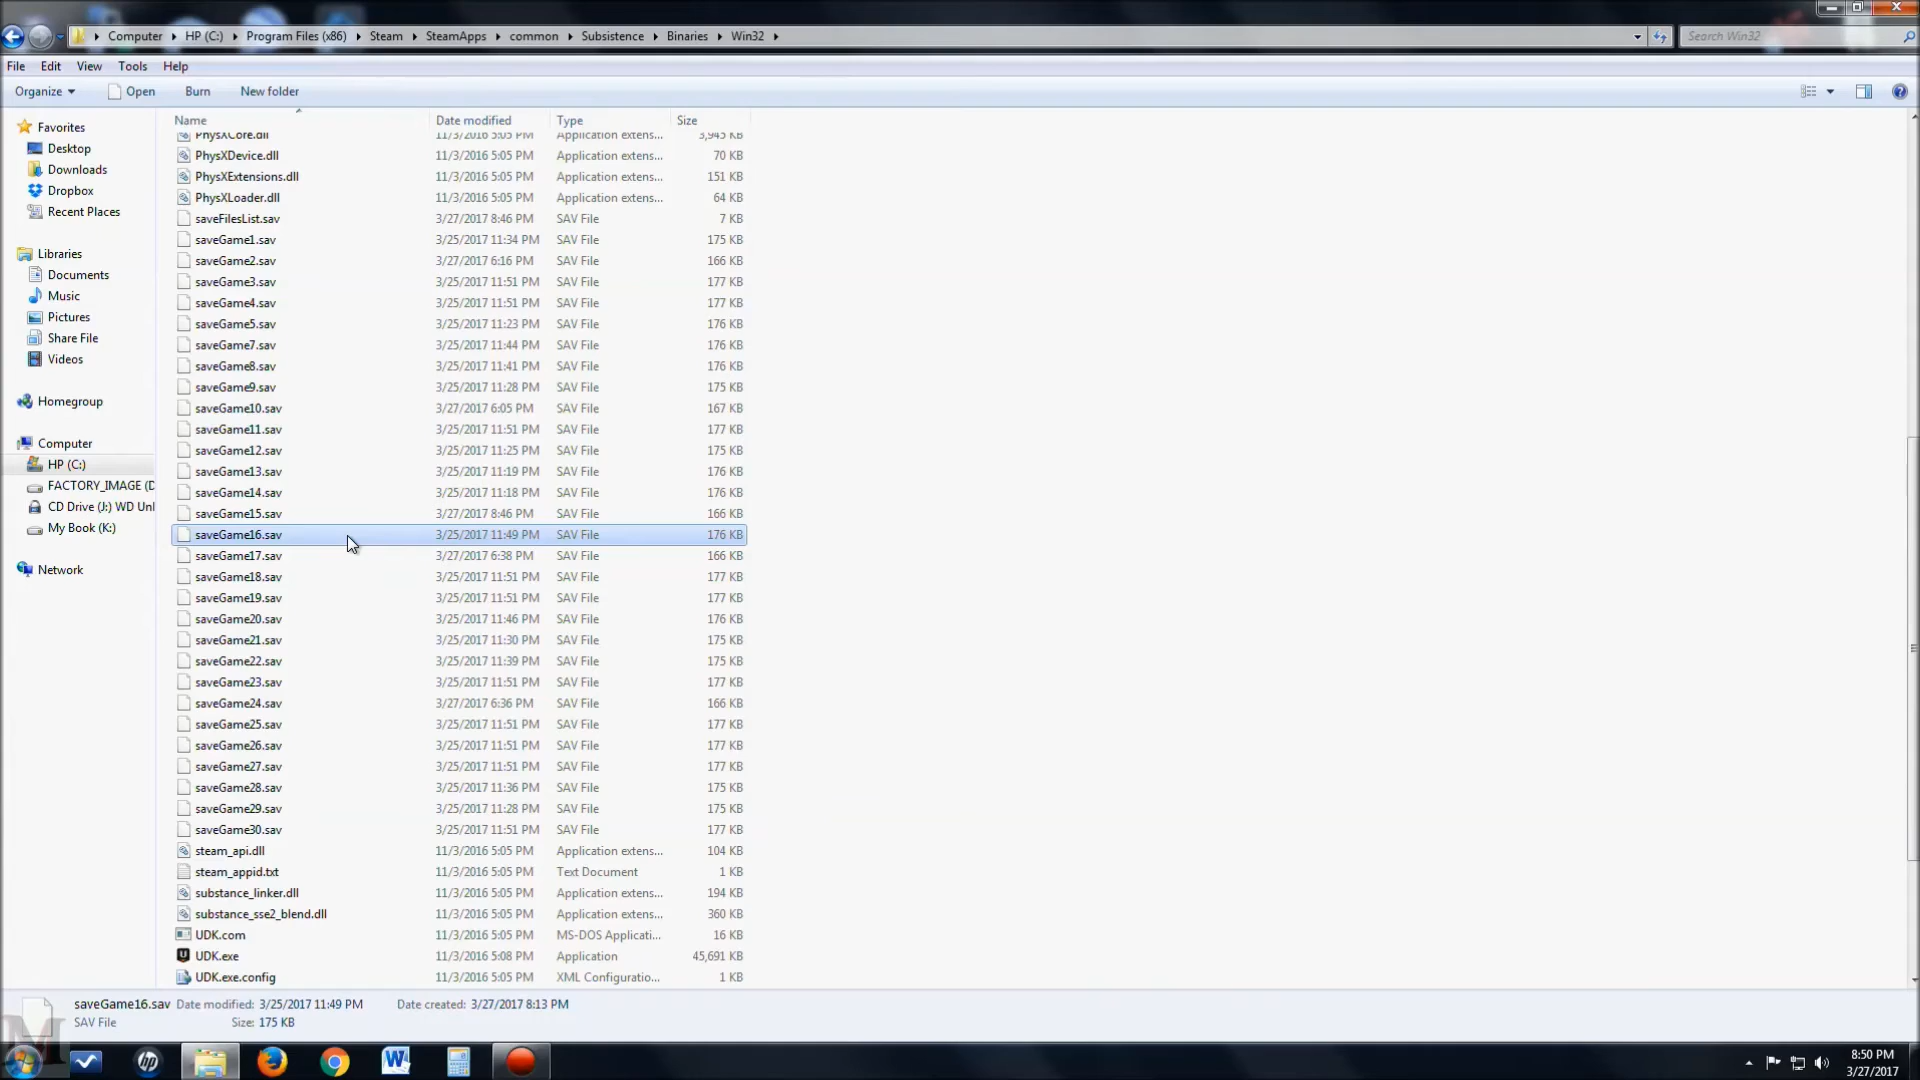 Computer HP (C:) Program Files (x86) Steam SteamApps common Subsistence Binaries Win32 Search Win32
File Edit View Tools Help
Organize Open Burn New folder
Name Date modified Type Size
PhysXCore.dll 11/3/2016 5:05 PM Application extens... 3,945 KB
PhysXDevice.dll 11/3/2016 5:05 PM Application extens... 70 KB
PhysXExtensions.dll 11/3/2016 5:05 PM Application extens... 151 KB
PhysXLoader.dll 11/3/2016 5:05 PM Application extens... 64 KB
saveFilesList.sav 3/27/2017 8:46 PM SAV File 7 KB
saveGame1.sav 3/25/2017 11:34 PM SAV File 175 KB
saveGame2.sav 3/27/2017 6:16 PM SAV File 166 KB
saveGame3.sav 3/25/2017 11:51 PM SAV File 177 KB
saveGame4.sav 3/25/2017 11:51 PM SAV File 177 KB
saveGame5.sav 3/25/2017 11:23 PM SAV File 176 KB
saveGame7.sav 3/25/2017 11:44 PM SAV File 176 KB
saveGame8.sav 3/25/2017 11:41 PM SAV File 176 KB
saveGame9.sav 3/25/2017 11:28 PM SAV File 175 KB
saveGame10.sav 3/27/2017 6:05 PM SAV File 167 KB
saveGame11.sav 3/25/2017 11:51 PM SAV File 177 KB
saveGame12.sav 3/25/2017 11:25 PM SAV File 175 KB
saveGame13.sav 3/25/2017 11:19 PM SAV File 176 KB
saveGame14.sav 3/25/2017 11:18 PM SAV File 176 KB
saveGame15.sav 3/27/2017 8:46 PM SAV File 166 KB
saveGame16.sav 3/25/2017 11:49 PM SAV File 176 KB
saveGame17.sav 3/27/2017 6:38 PM SAV File 166 KB
saveGame18.sav 3/25/2017 11:51 PM SAV File 177 KB
saveGame19.sav 3/25/2017 11:51 PM SAV File 177 KB
saveGame20.sav 3/25/2017 11:46 PM SAV File 176 KB
saveGame21.sav 3/25/2017 11:30 PM SAV File 175 KB
saveGame22.sav 3/25/2017 11:39 PM SAV File 175 KB
saveGame23.sav 3/25/2017 11:51 PM SAV File 177 KB
saveGame24.sav 3/27/2017 6:36 PM SAV File 166 KB
saveGame25.sav 3/25/2017 11:51 PM SAV File 177 KB
saveGame26.sav 3/25/2017 11:51 PM SAV File 177 KB
saveGame27.sav 3/25/2017 11:51 PM SAV File 177 KB
saveGame28.sav 3/25/2017 11:36 PM SAV File 175 KB
saveGame29.sav 3/25/2017 11:28 PM SAV File 175 KB
saveGame30.sav 3/25/2017 11:51 PM SAV File 177 KB
steam_api.dll 11/3/2016 5:05 PM Application extens... 104 KB
steam_appid.txt 11/3/2016 5:05 PM Text Document 1 KB
substance_linker.dll 11/3/2016 5:05 PM Application extens... 194 KB
substance_sse2_blend.dll 11/3/2016 5:05 PM Application extens... 360 KB
UDK.com 11/3/2016 5:05 PM MS-DOS Applicati... 16 KB
UDK.exe 11/3/2016 5:08 PM Application 45,691 KB
UDK.exe.config 11/3/2016 5:05 PM XML Configuratio... 1 KB
Favorites
Desktop
Downloads
Dropbox
Recent Places
Libraries
Documents
Music
Pictures
Share File
Videos
Homegroup
Computer
HP (C:)
FACTORY_IMAGE (D
CD Drive (J:) WD Unl
My Book (K:)
Network
saveGame16.sav Date modified: 3/25/2017 11:49 PM Date created: 3/27/2017 8:13 PM
SAV File Size: 175 KB
M
hp W
8:50 PM
3/27/2017